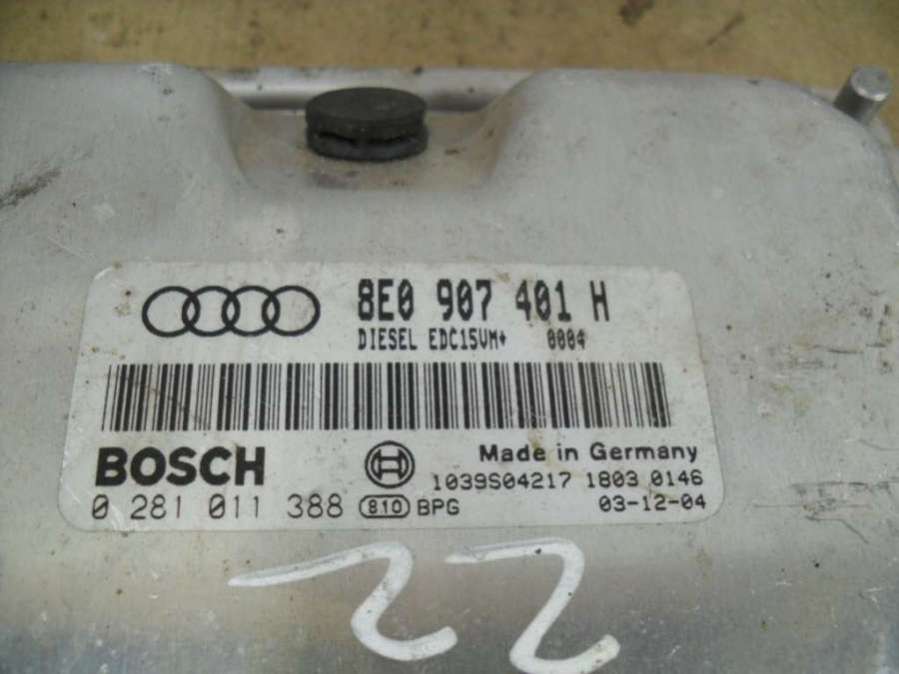 8E0 907 401 H
DIESEL EDC15VM+ 0004
BOSCH
Made in Germany
1039S04217 1803 0146
0 281 011 388 810 BPG 03-12-04
22